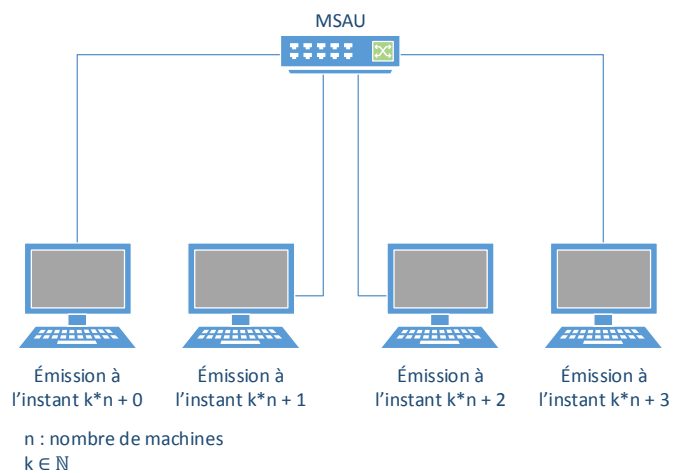 MSAU
Émission à
l’instant k*n + 0
Émission à
l’instant k*n + 1
Émission à
l’instant k*n + 2
Émission à
l’instant k*n + 3
n : nombre de machines
k ∈ ℕ